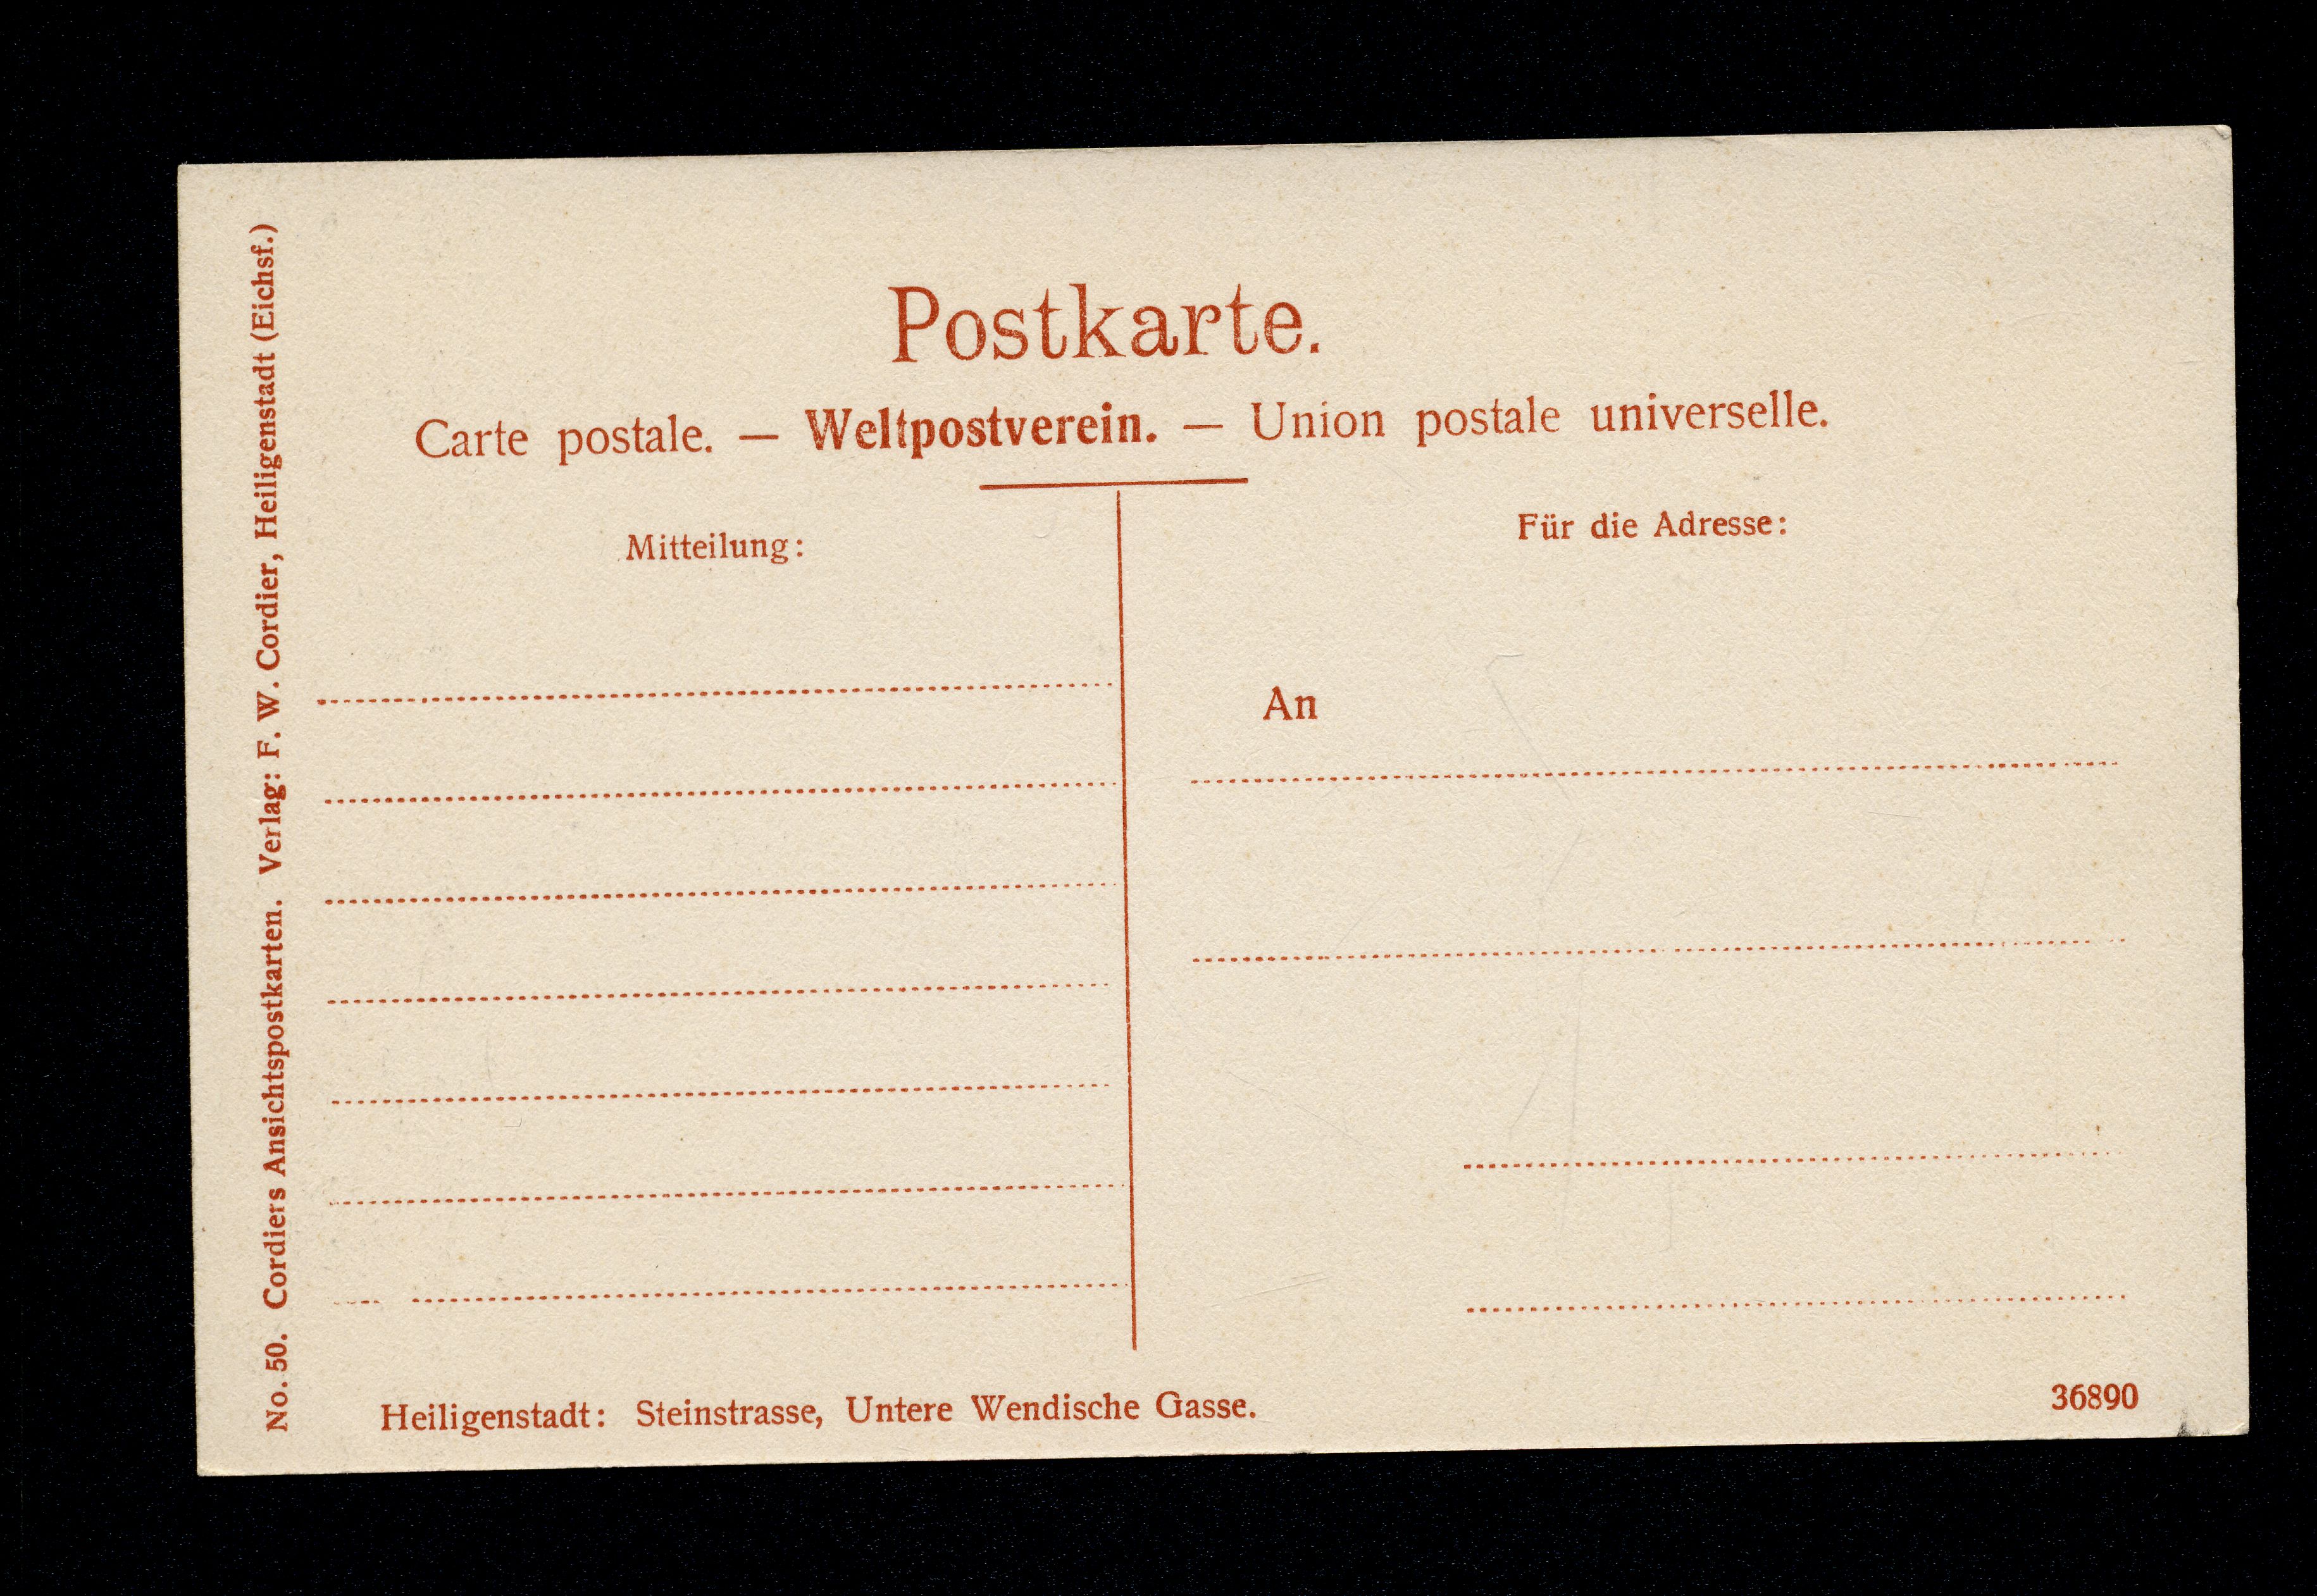 Postkarte.
Carte postale. — Weltpostverein. — Union postale universelle.
Mitteilung:
Für die Adresse:
An
Heiligenstadt: Steinstrasse, Untere Wendische Gasse.
36890
No. 50. Cordiers Ansichtspostkarten. Verlag: F. W. Cordier, Heiligenstadt (Eichsf.)